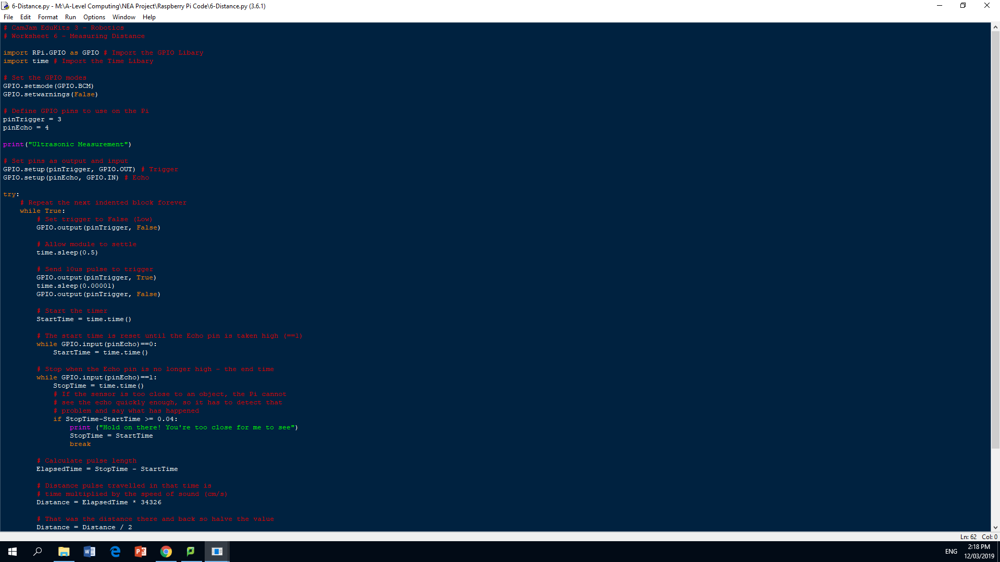 6-Distance.py - M:\A-Level Computing\NEA Project\Raspberry Pi Code\6-Distance.py (3.6.1)
File Edit Format Run Options Window Help
# CamJam EduKits 3 - Robotics
# Worksheet 6 - Measuring Distance
import RPi.GPIO as GPIO # Import the GPIO Libary
import time # Import the Time Libary
# Set the GPIO modes
GPIO.setmode(GPIO.BCM)
GPIO.setwarnings(False)
# Define GPIO pins to use on the Pi
pinTrigger = 3
pinEcho = 4
print("Ultrasonic Measurement")
# Set pins as output and input
GPIO.setup(pinTrigger, GPIO.OUT) # Trigger
GPIO.setup(pinEcho, GPIO.IN) # Echo
try:
    # Repeat the next indented block forever
    while True:
        # Set trigger to False (Low)
        GPIO.output(pinTrigger, False)
        # Allow module to settle
        time.sleep(0.5)
        # Send 10us pulse to trigger
        GPIO.output(pinTrigger, True)
        time.sleep(0.00001)
        GPIO.output(pinTrigger, False)
        # Start the timer
        StartTime = time.time()
        # The start time is reset until the Echo pin is taken high (==1)
        while GPIO.input(pinEcho)==0:
            StartTime = time.time()
        # Stop when the Echo pin is no longer high - the end time
        while GPIO.input(pinEcho)==1:
            StopTime = time.time()
            # If the sensor is too close to an object, the Pi cannot
            # see the echo quickly enough, so it has to detect that
            # problem and say what has happened
            if StopTime-StartTime >= 0.04:
                print ("Hold on there! You're too close for me to see")
                StopTime = StartTime
                break
        # Calculate pulse length
        ElapsedTime = StopTime - StartTime
        # Distance pulse travelled in that time is
        # time multiplied by the speed of sound (cm/s)
        Distance = ElapsedTime * 34326
        # That was the distance there and back so halve the value
        Distance = Distance / 2
Ln: 62 Col: 0
ENG
2:18 PM
12/03/2019